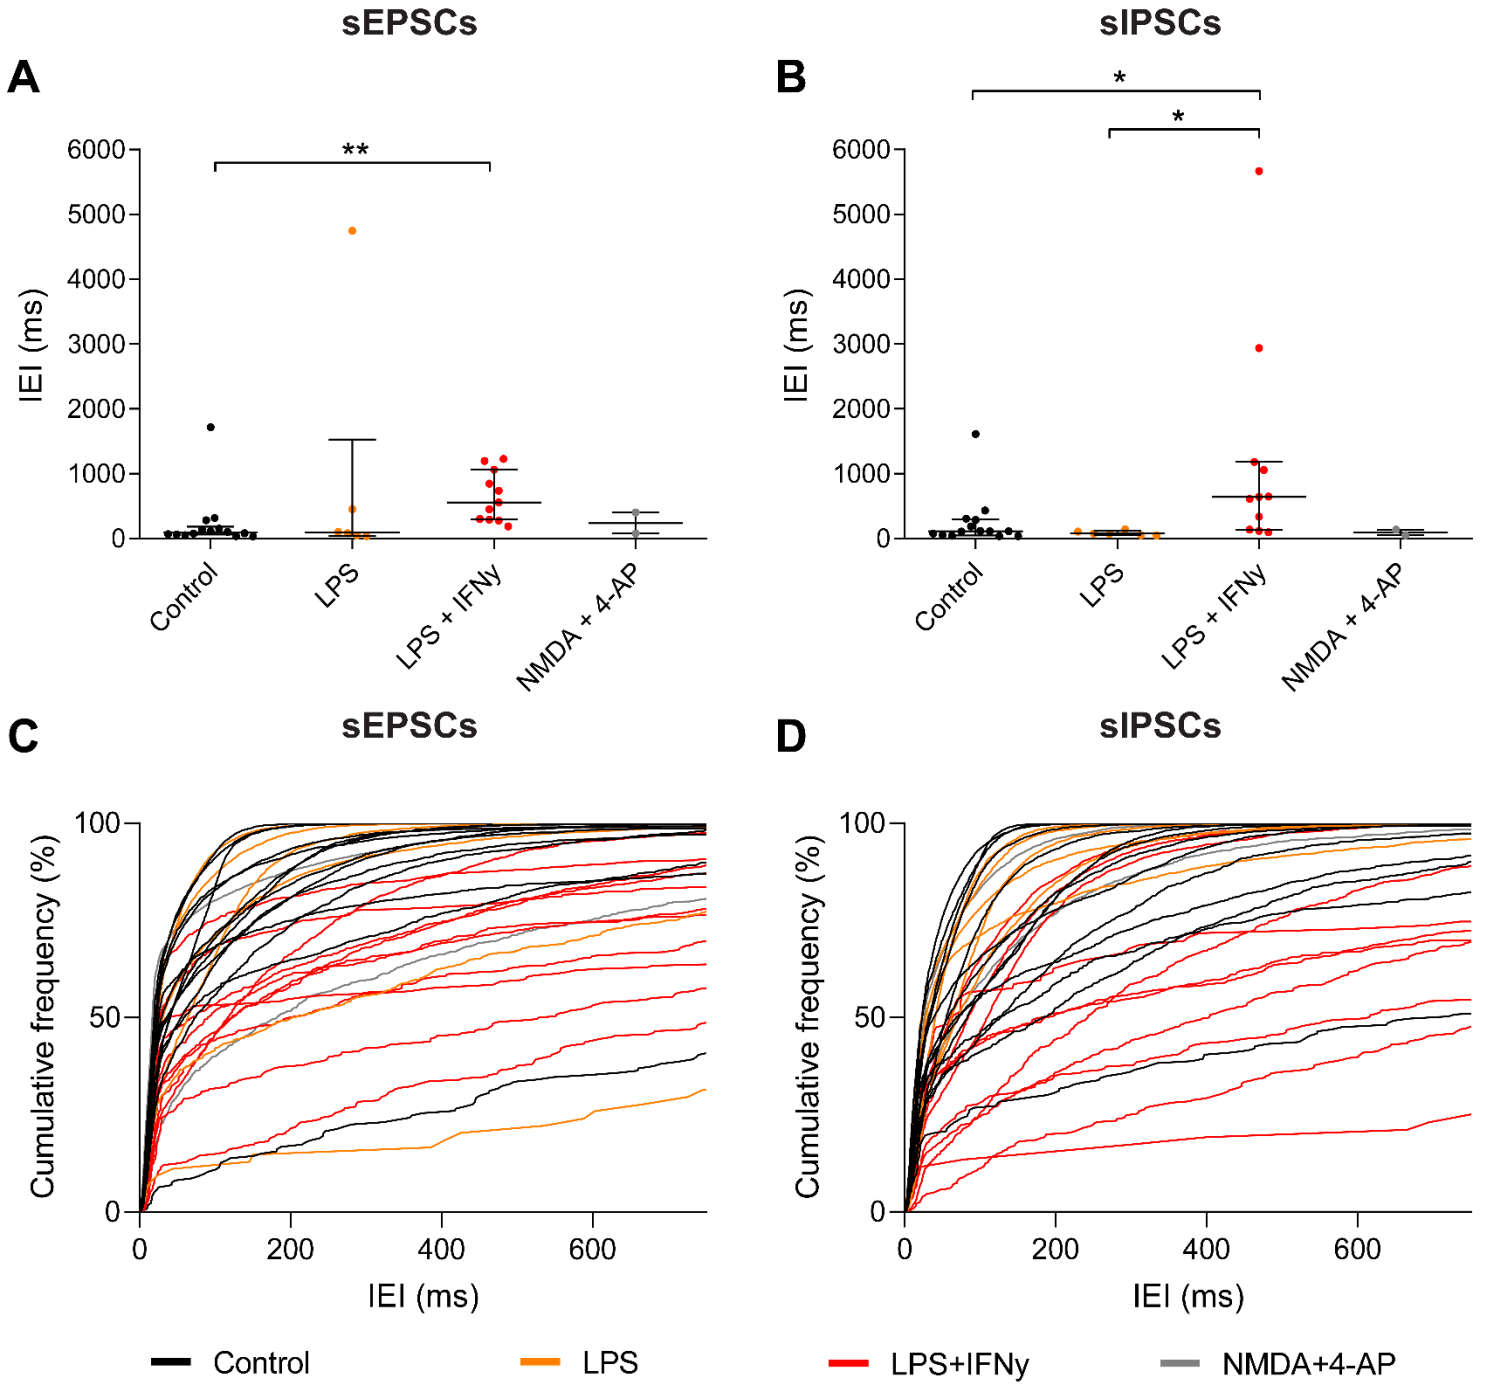 sEPSCs
sIPSCs
A
B
**
*
*
IEI (ms)
6000
5000
4000
3000
2000
1000
0
Control
LPS
LPS + IFNy
NMDA + 4-AP
IEI (ms)
6000
5000
4000
3000
2000
1000
0
Control
LPS
LPS + IFNy
NMDA + 4-AP
C
sEPSCs
D
sIPSCs
Cumulative frequency (%)
100
50
0
0
200
400
600
IEI (ms)
Cumulative frequency (%)
100
50
0
0
200
400
600
IEI (ms)
Control
LPS
LPS+IFNy
NMDA+4-AP